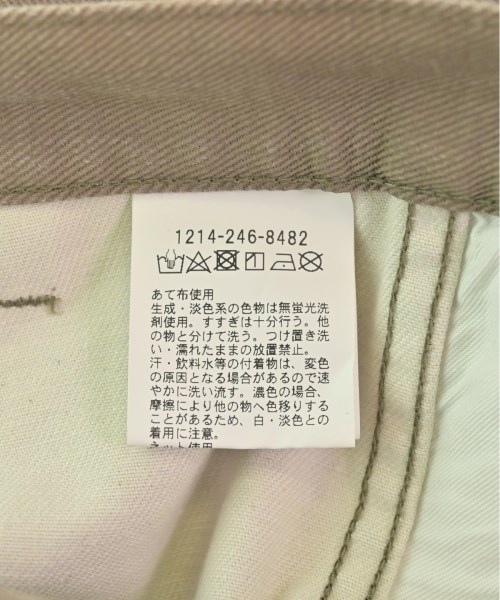 1214-246-8482
あて布使用
生成・淡色系の色物は無蛍光洗
剤使用。すすぎは十分行う。他
の物と分けて洗う。つけ置き洗
い・濡れたままの放置禁止。
汗・飲料水等の付着物は、変色
の原因となる場合があるので速
やかに洗い流す。濃色の場合、
摩擦により他の物へ色移りする
ことがあるため、白・淡色との
着用に注意。
ネット使用